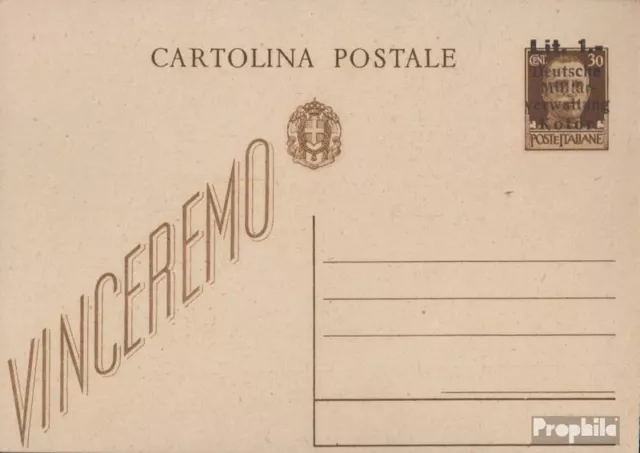 CARTOLINA POSTALE
Lit. 1.-
CENT. 30
Deutsche
Militär
verwaltung
Kotor
POSTE ITALIANE
VINCEREMO
Prophila